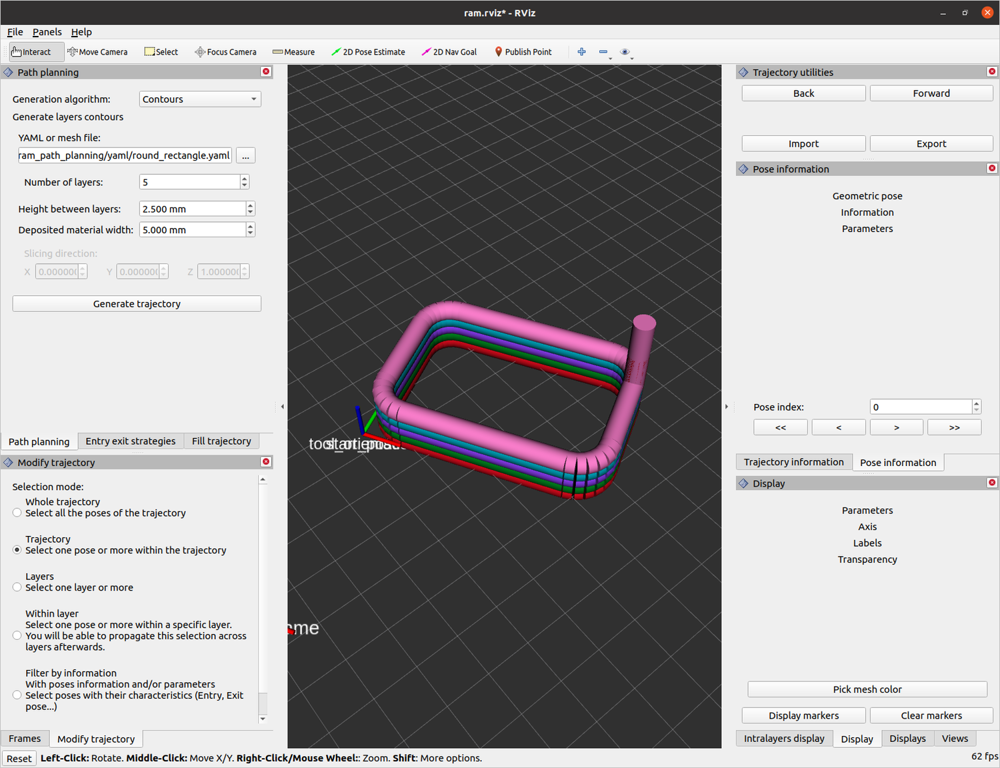 ram.rviz* - RViz
File Panels Help
Interact Move Camera Select Focus Camera Measure 2D Pose Estimate 2D Nav Goal Publish Point
Path planning
Generation algorithm: Contours
Generate layers contours
YAML or mesh file:
ram_path_planning/yaml/round_rectangle.yaml ...
Number of layers: 5
Height between layers: 2.500 mm
Deposited material width: 5.000 mm
Slicing direction:
X 0.00000 Y 0.00000 Z 1.00000
Generate trajectory
Path planning Entry exit strategies Fill trajectory
Modify trajectory
Selection mode:
Whole trajectory
Select all the poses of the trajectory
Trajectory
Select one pose or more within the trajectory
Layers
Select one layer or more
Within layer
Select one pose or more within a specific layer.
You will be able to propagate this selection across
layers afterwards.
Filter by information
With poses information and/or parameters
Select poses with their characteristics (Entry, Exit
pose...)
Frames Modify trajectory
ame
Trajectory utilities
Back Forward
Import Export
Pose information
Geometric pose
Information
Parameters
Pose index: 0
<< < > >>
Trajectory information Pose information
Display
Parameters
Axis
Labels
Transparency
Pick mesh color
Display markers Clear markers
Intralayers display Display Displays Views
Reset Left-Click: Rotate. Middle-Click: Move X/Y. Right-Click/Mouse Wheel:: Zoom. Shift: More options. 62 fps